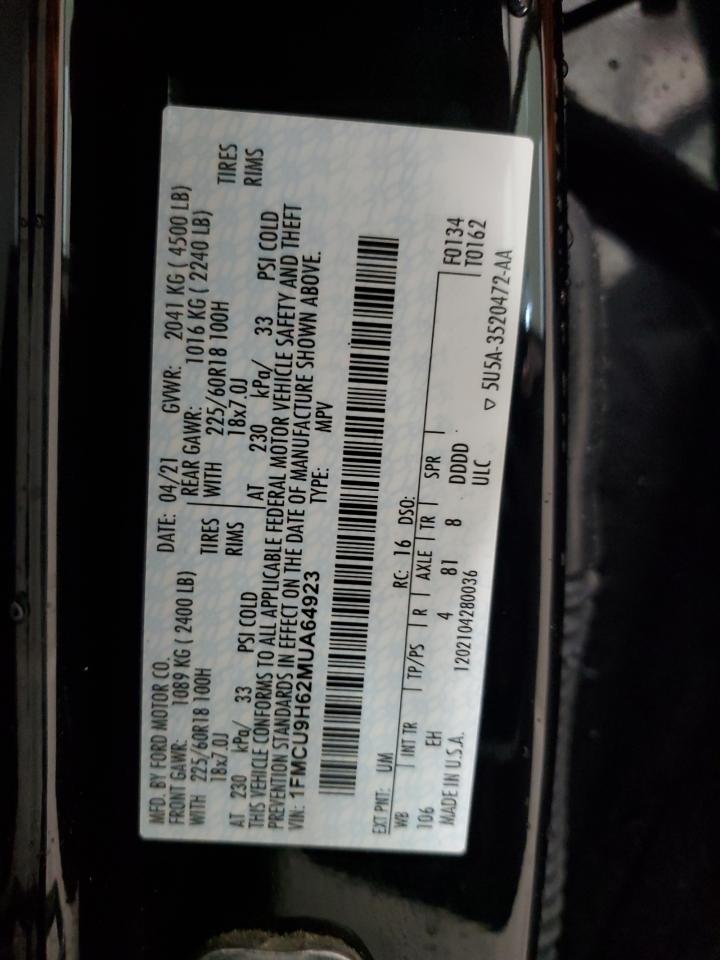 MFD. BY FORD MOTOR CO. DATE: 04/21 GVWR: 2041 KG ( 4500 LB)
FRONT GAWR: 1089 KG ( 2400 LB) REAR GAWR: 1016 KG ( 2240 LB)
WITH 225/60R18 100H TIRES WITH 225/60R18 100H TIRES
18x7.0J RIMS 18x7.0J RIMS
AT 230 kPa/ 33 PSI COLD AT 230 kPa/ 33 PSI COLD
THIS VEHICLE CONFORMS TO ALL APPLICABLE FEDERAL MOTOR VEHICLE SAFETY AND THEFT
PREVENTION STANDARDS IN EFFECT ON THE DATE OF MANUFACTURE SHOWN ABOVE.
VIN: 1FMCU9H62MUA64923 TYPE: MPV
EXT PNT: UM RC: 16 DSO:
WB INT TR TP/PS R AXLE TR SPR F0134
106 EH 4 81 8 DDDD T0162
MADE IN U.S.A. 1202104280036 ULC
▽ 5U5A-3520472-AA